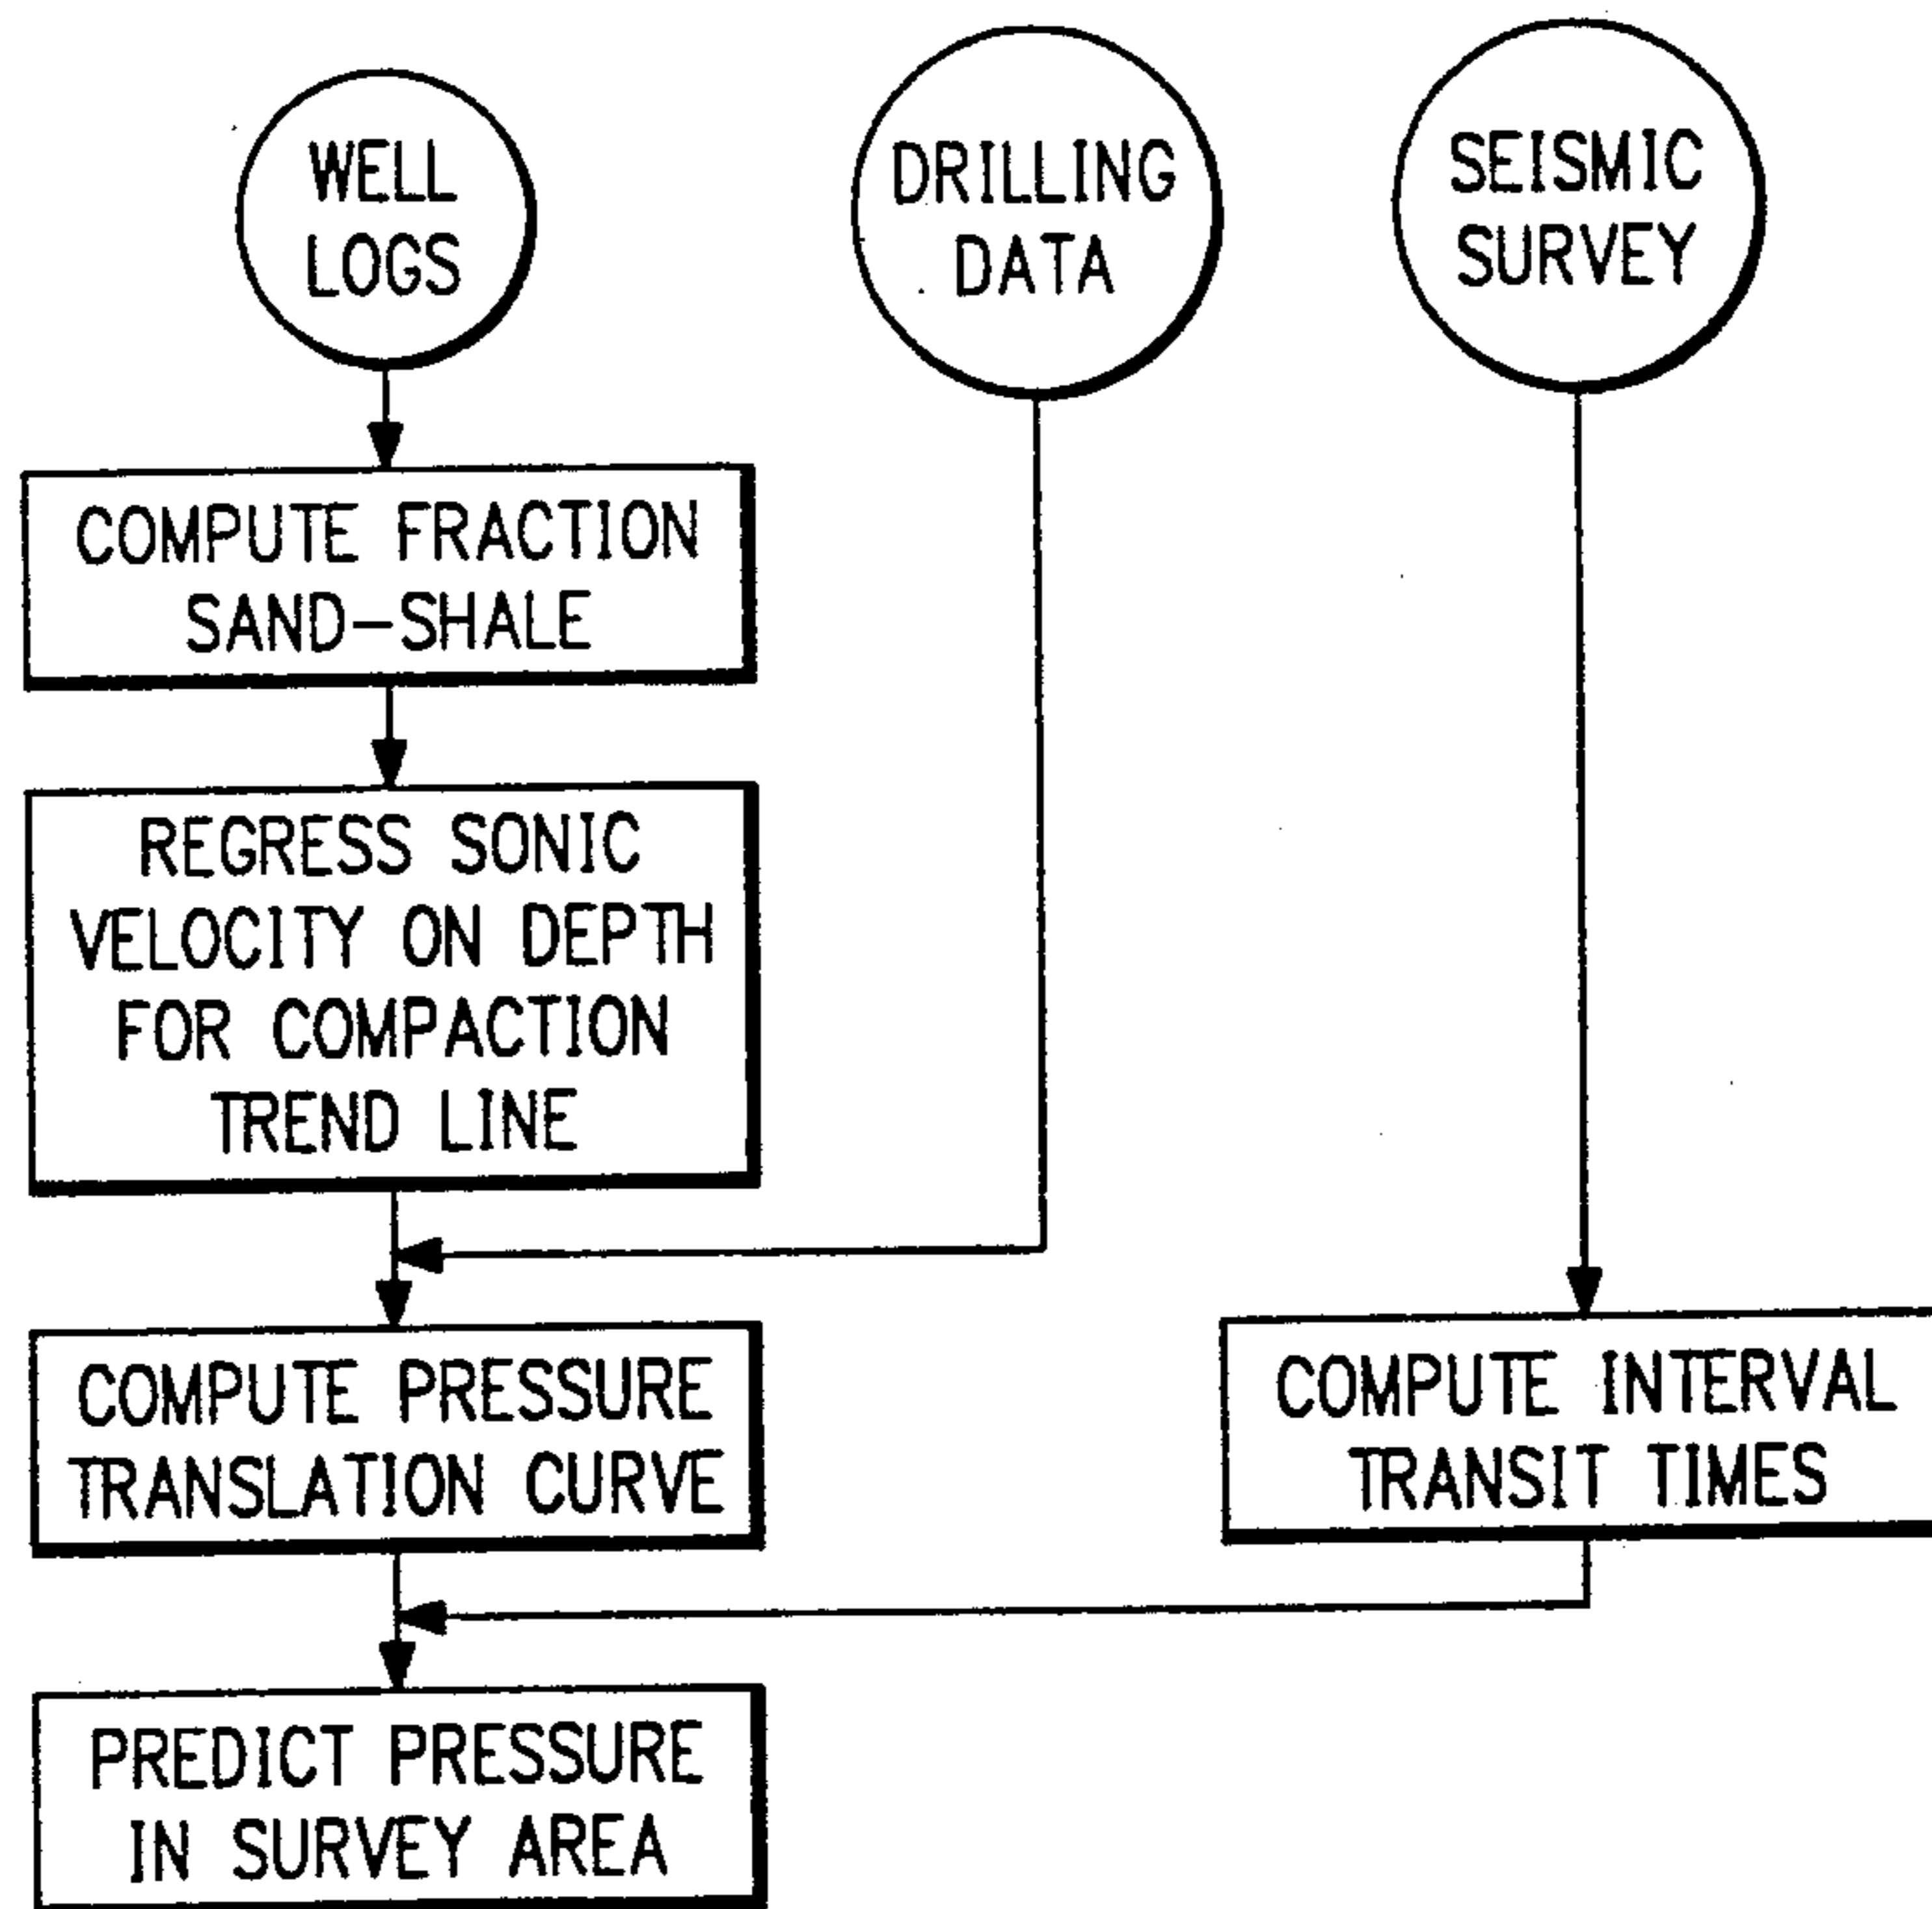 WELL
LOGS
DRILLING
DATA
SEISMIC
SURVEY
COMPUTE FRACTION
SAND-SHALE
REGRESS SONIC
VELOCITY ON DEPTH
FOR COMPACTION
TREND LINE
COMPUTE PRESSURE
TRANSLATION CURVE
COMPUTE INTERVAL
TRANSIT TIMES
PREDICT PRESSURE
IN SURVEY AREA